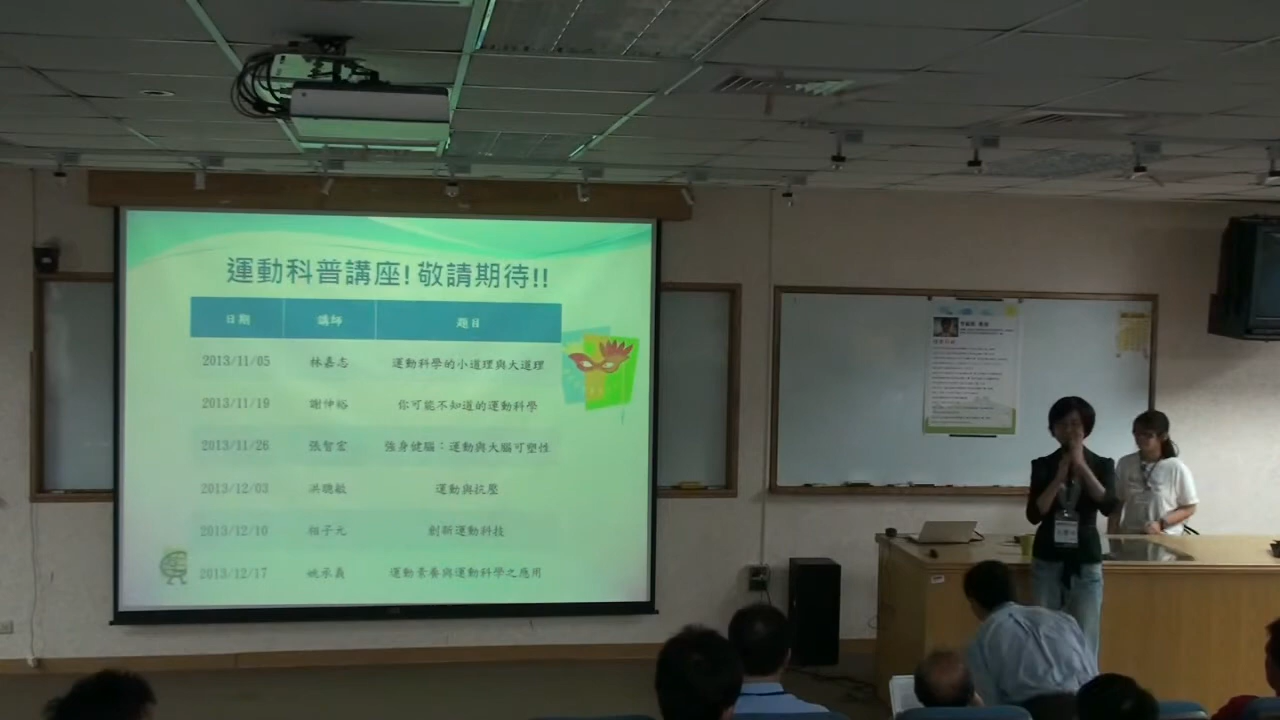 運動科普講座! 敬請期待!!
日期 講師 題目
2013/11/05 林嘉志 運動科學的小道理與大道理
2013/11/19 謝伸裕 你可能不知道的運動科學
2013/11/26 張智宏 強身健腦：運動與大腦可塑性
2013/12/03 洪聰敏 運動與抗壓
2013/12/10 相子元 創新運動科技
2013/12/17 姚承義 運動素養與運動科學之應用